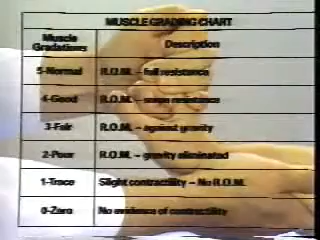 MUSCLE GRADING CHART
Muscle Gradations Description
5-Normal R.O.M. – full resistance
4-Good R.O.M. – some resistance
3-Fair R.O.M. – against gravity
2-Poor R.O.M. – gravity eliminated
1-Trace Slight contractility – No R.O.M.
0-Zero No evidence of contractility